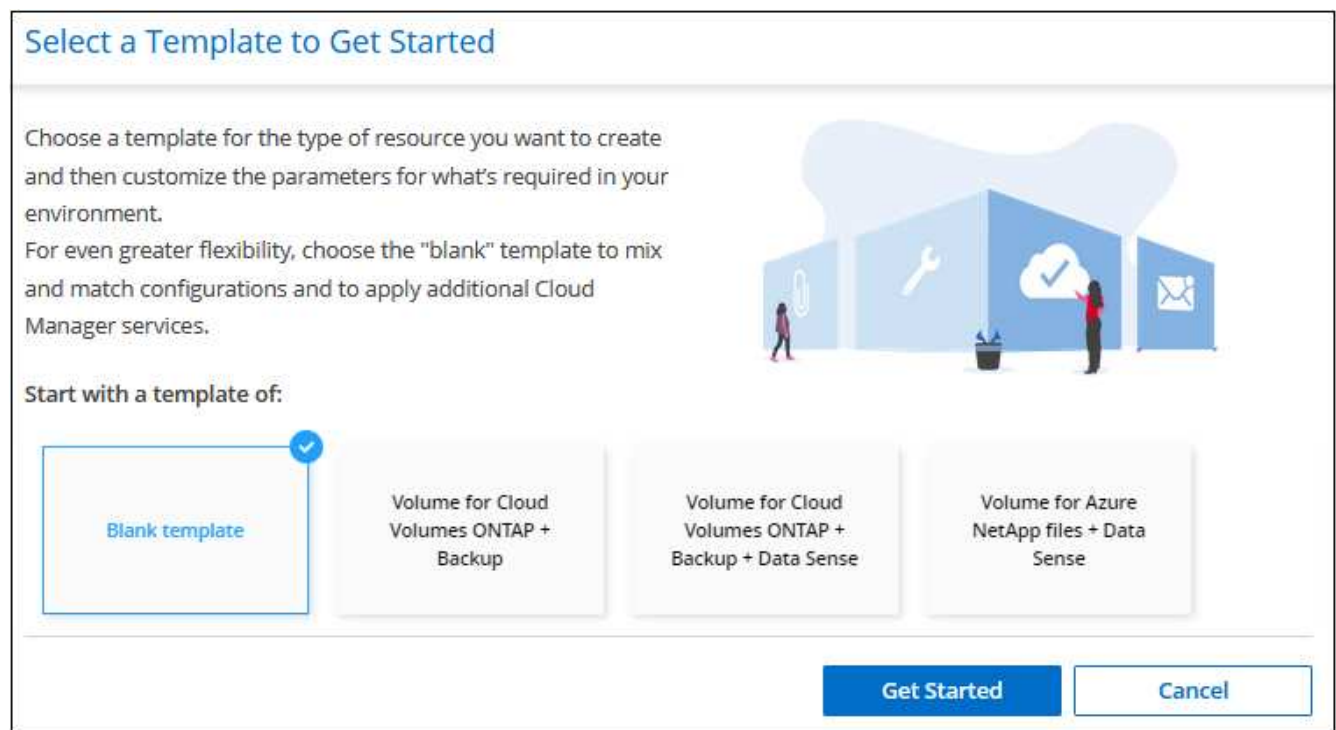 Select a Template to Get Started
Choose a template for the type of resource you want to create
and then customize the parameters for what's required in your
environment.
For even greater flexibility, choose the "blank" template to mix
and match configurations and to apply additional Cloud
Manager services.
Start with a template of:
Blank template
Volume for Cloud
Volumes ONTAP +
Backup
Volume for Cloud
Volumes ONTAP +
Backup + Data Sense
Volume for Azure
NetApp files + Data
Sense
Get Started
Cancel